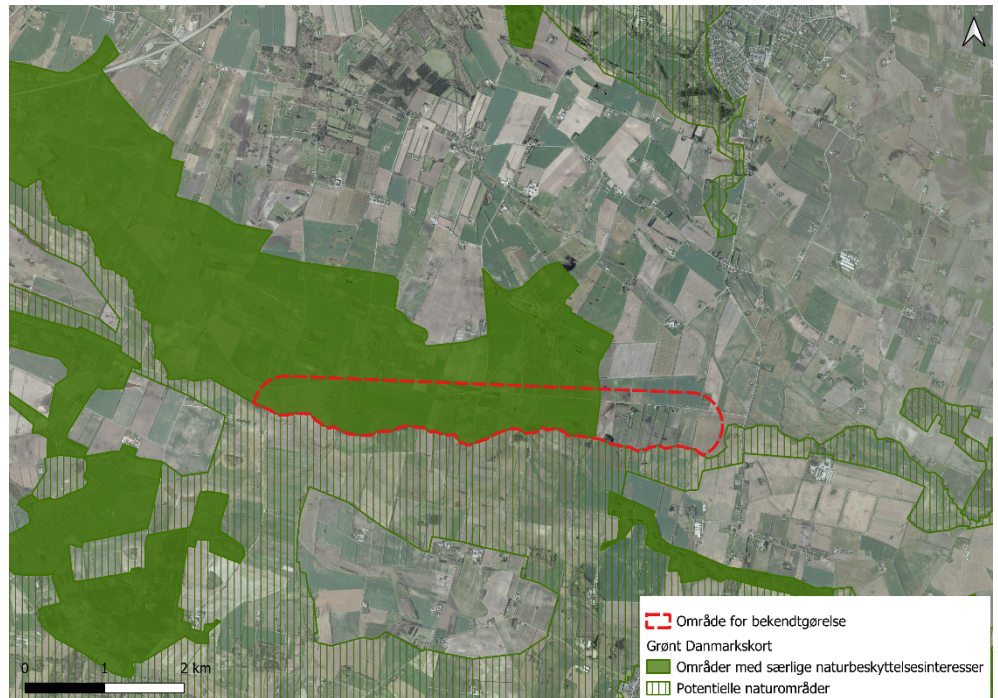 Område for bekendtgørelse
Grønt Danmarkskort
Områder med særlige naturbeskyttelsesinteresser
Potentielle naturområder
0 1 2 km